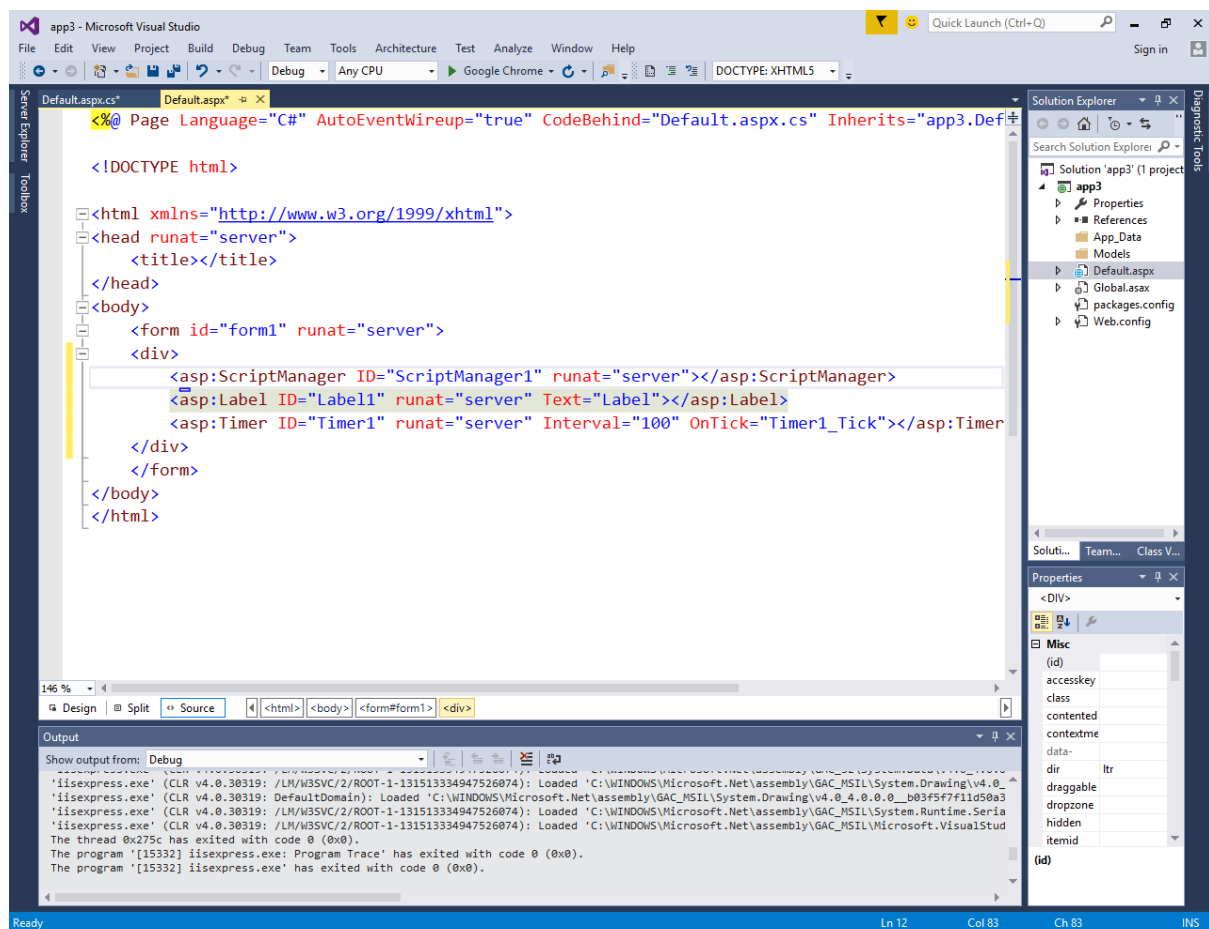 app3 - Microsoft Visual Studio
Quick Launch (Ctrl+Q)
File Edit View Project Build Debug Team Tools Architecture Test Analyze Window Help
Sign in
Debug Any CPU Google Chrome DOCTYPE: XHTML5
Server Explorer
Toolbox
Default.aspx.cs* Default.aspx*
<%@ Page Language="C#" AutoEventWireup="true" CodeBehind="Default.aspx.cs" Inherits="app3.Def
<!DOCTYPE html>
<html xmlns="http://www.w3.org/1999/xhtml">
<head runat="server">
<title></title>
</head>
<body>
<form id="form1" runat="server">
<div>
<asp:ScriptManager ID="ScriptManager1" runat="server"></asp:ScriptManager>
<asp:Label ID="Label1" runat="server" Text="Label"></asp:Label>
<asp:Timer ID="Timer1" runat="server" Interval="100" OnTick="Timer1_Tick"></asp:Timer
</div>
</form>
</body>
</html>
146 %
Design Split Source <html> <body> <form#form1> <div>
Output
Show output from: Debug
'iisexpress.exe' (CLR v4.0.30319: /LM/W3SVC/2/ROOT-1-131513334947526074): Loaded 'C:\WINDOWS\Microsoft.Net\assembly\GAC_MSIL\System.Drawing\v4.0_
'iisexpress.exe' (CLR v4.0.30319: DefaultDomain): Loaded 'C:\WINDOWS\Microsoft.Net\assembly\GAC_MSIL\System.Drawing\v4.0_4.0.0.0__b03f5f7f11d50a3
'iisexpress.exe' (CLR v4.0.30319: /LM/W3SVC/2/ROOT-1-131513334947526074): Loaded 'C:\WINDOWS\Microsoft.Net\assembly\GAC_MSIL\System.Runtime.Seria
'iisexpress.exe' (CLR v4.0.30319: /LM/W3SVC/2/ROOT-1-131513334947526074): Loaded 'C:\WINDOWS\Microsoft.Net\assembly\GAC_MSIL\Microsoft.VisualStud
The thread 0x275c has exited with code 0 (0x0).
The program '[15332] iisexpress.exe: Program Trace' has exited with code 0 (0x0).
The program '[15332] iisexpress.exe' has exited with code 0 (0x0).
Solution Explorer
Search Solution Explorer
Solution 'app3' (1 project
app3
Properties
References
App_Data
Models
Default.aspx
Global.asax
packages.config
Web.config
Soluti... Team... Class V...
Properties
<DIV>
Misc
(id)
accesskey
class
contented
contextme
data-
dir ltr
draggable
dropzone
hidden
itemid
(id)
Diagnostic Tools
Ready Ln 12 Col 83 Ch 83 INS